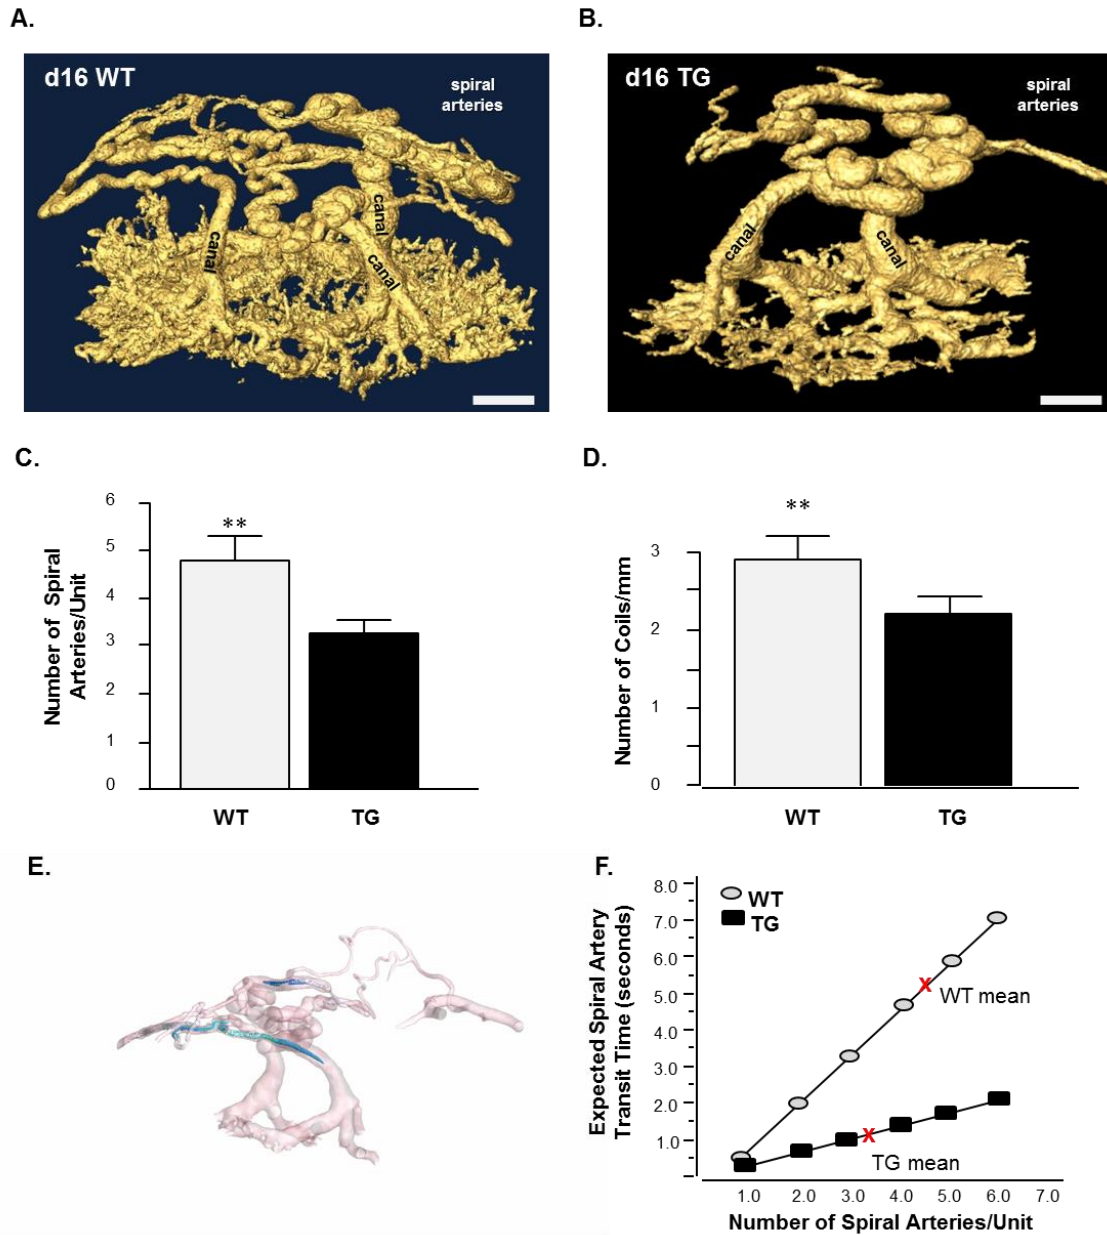 A.
B.
d16 WT
spiral
arteries
canal
canal
canal
d16 TG
spiral
arteries
canal
canal
C.
D.
Number of Spiral
Arteries/Unit
6
5
4
3
2
1
0
**
WT
TG
Number of Coils/mm
3
2
1
0
**
WT
TG
E.
F.
Expected Spiral Artery
Transit Time (seconds)
8.0
7.0
6.0
5.0
4.0
3.0
2.0
1.0
WT
TG
X
WT mean
X
TG mean
1.0 2.0 3.0 4.0 5.0 6.0 7.0
Number of Spiral Arteries/Unit